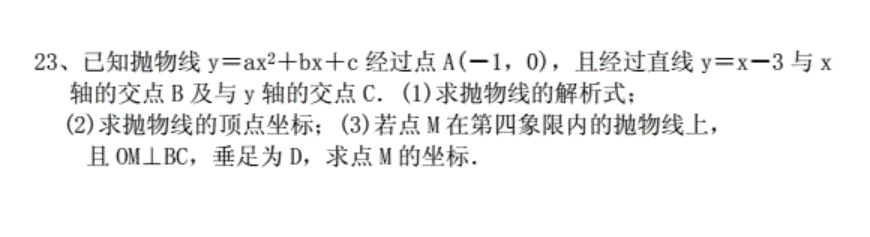 23、已知抛物线 y=ax²+bx+c 经过点 A(-1, 0), 且经过直线 y=x-3 与 x
轴的交点 B 及与 y 轴的交点 C. (1)求抛物线的解析式;
(2)求抛物线的顶点坐标; (3)若点 M 在第四象限内的抛物线上,
且 OM⊥BC, 垂足为 D, 求点 M 的坐标.